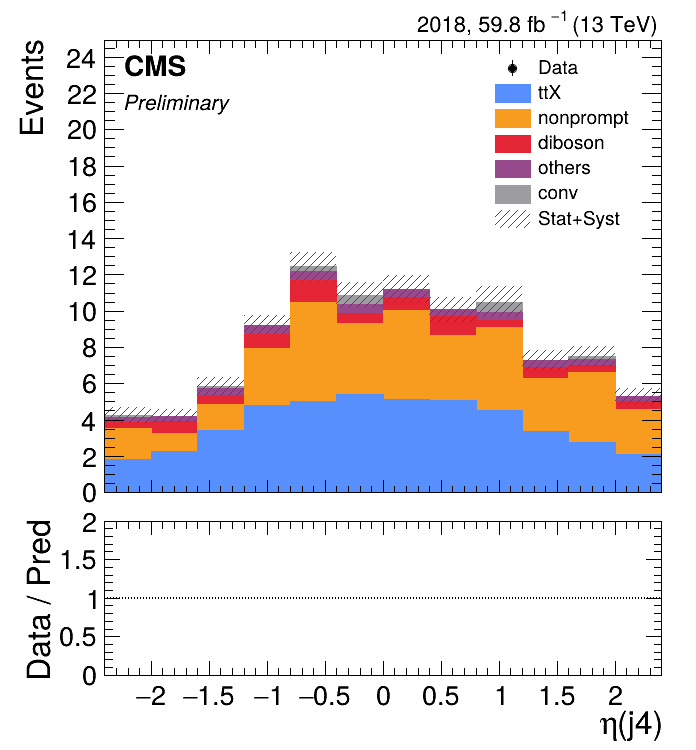 2018, 59.8 fb⁻¹ (13 TeV)
Events
CMS
Preliminary
Data
ttX
nonprompt
diboson
others
conv
Stat+Syst
24
22
20
18
16
14
12
10
8
6
4
2
0
Data / Pred
2
1.5
1
0.5
0
−2 −1.5 −1 −0.5 0 0.5 1 1.5 2
η(j4)